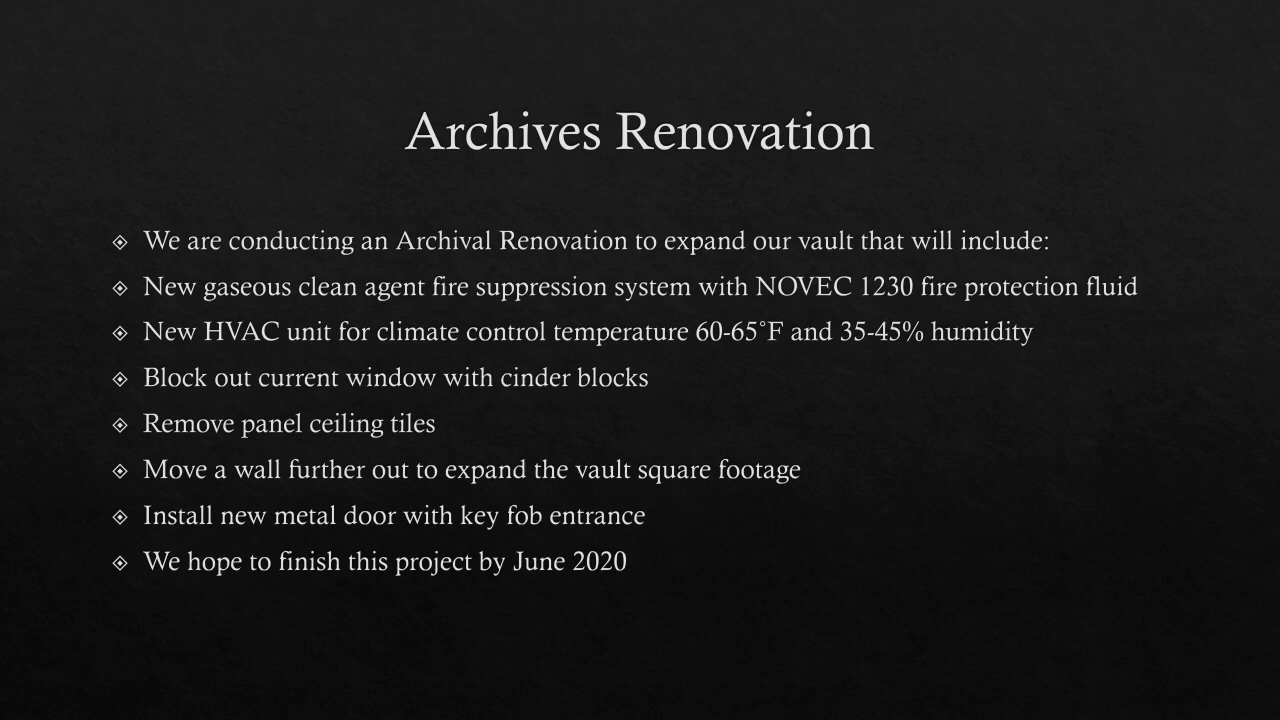 Archives Renovation
We are conducting an Archival Renovation to expand our vault that will include:
New gaseous clean agent fire suppression system with NOVEC 1230 fire protection fluid
New HVAC unit for climate control temperature 60-65˚F and 35-45% humidity
Block out current window with cinder blocks
Remove panel ceiling tiles
Move a wall further out to expand the vault square footage
Install new metal door with key fob entrance
We hope to finish this project by June 2020